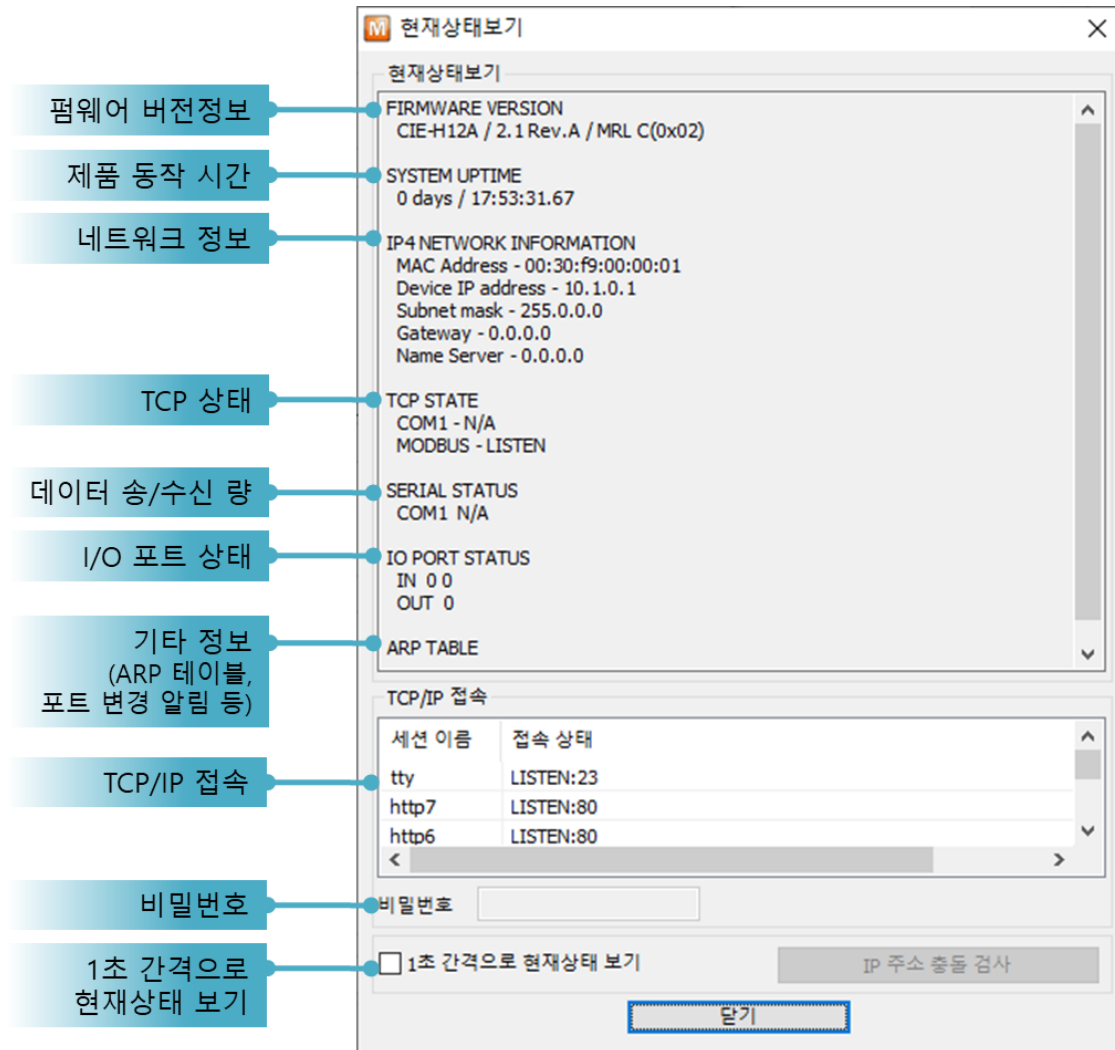 현재상태보기
현재상태보기
펌웨어 버전정보
FIRMWARE VERSION
CIE-H12A / 2.1 Rev.A / MRL C(0x02)
제품 동작 시간
SYSTEM UPTIME
0 days / 17:53:31.67
네트워크 정보
IP4 NETWORK INFORMATION
MAC Address - 00:30:f9:00:00:01
Device IP address - 10.1.0.1
Subnet mask - 255.0.0.0
Gateway - 0.0.0.0
Name Server - 0.0.0.0
TCP 상태
TCP STATE
COM1 - N/A
MODBUS - LISTEN
데이터 송/수신 량
SERIAL STATUS
COM1 N/A
I/O 포트 상태
IO PORT STATUS
IN 0 0
OUT 0
기타 정보
(ARP 테이블,
포트 변경 알림 등)
ARP TABLE
TCP/IP 접속
세션 이름 접속 상태
TCP/IP 접속
tty LISTEN:23
http7 LISTEN:80
http6 LISTEN:80
비밀번호
비밀번호
1초 간격으로
현재상태 보기
1초 간격으로 현재상태 보기
IP 주소 충돌 검사
닫기